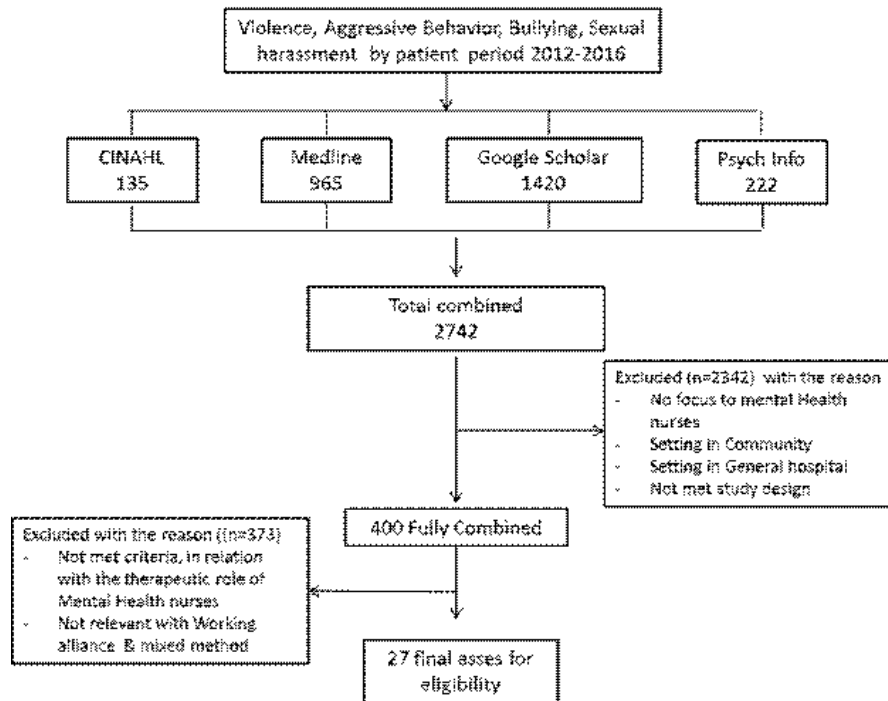 Violence, Aggressive Behavior, Bullying, Sexual
harassment by patient period 2012-2016
CINAHL
135
Medline
965
Google Scholar
1420
Psych Info
222
Total combined
2742
Excluded (n=2342) with the reason
- No focus to mental Health
nurses
- Setting in Community
- Setting in General hospital
- Not met study design
400 Fully Combined
Excluded with the reason ((n=373)
- Not met criteria, in relation
with the therapeutic role of
Mental Health nurses
- Not relevant with Working
alliance & mixed method
27 final asses for
eligibility